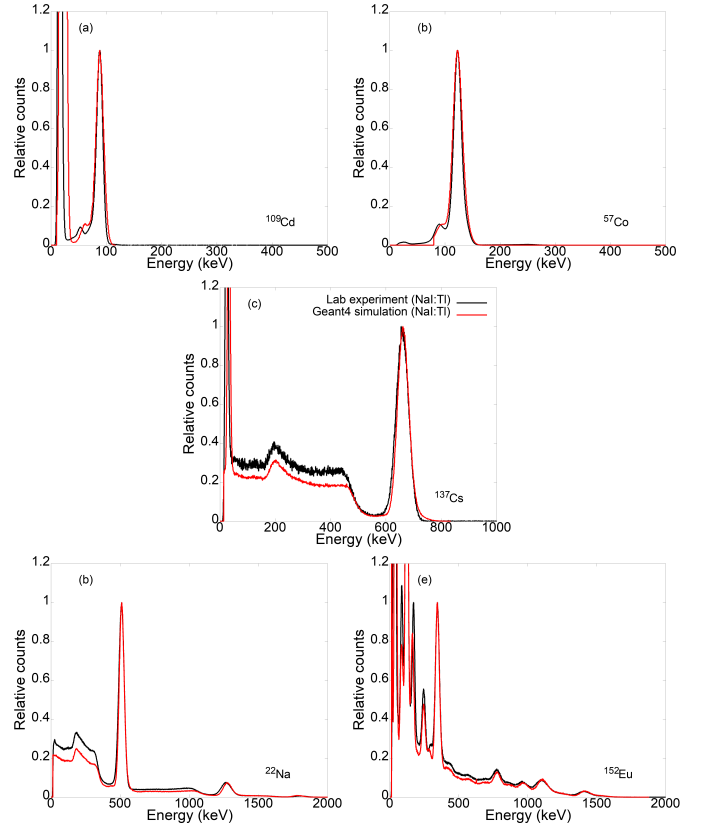 (a)
1.2
1
0.8
0.6
0.4
0.2
0
Relative counts
¹⁰⁹Cd
0 100 200 300 400 500
Energy (keV)
(b)
1.2
1
0.8
0.6
0.4
0.2
0
Relative counts
⁵⁷Co
0 100 200 300 400 500
Energy (keV)
(c)
Lab experiment (NaI:Tl)
Geant4 simulation (NaI:Tl)
1.2
1
0.8
0.6
0.4
0.2
0
Relative counts
¹³⁷Cs
0 200 400 600 800 1000
Energy (keV)
(b)
1.2
1
0.8
0.6
0.4
0.2
0
Relative counts
²²Na
0 500 1000 1500 2000
Energy (keV)
(e)
1.2
1
0.8
0.6
0.4
0.2
0
Relative counts
¹⁵²Eu
0 500 1000 1500 2000
Energy (keV)